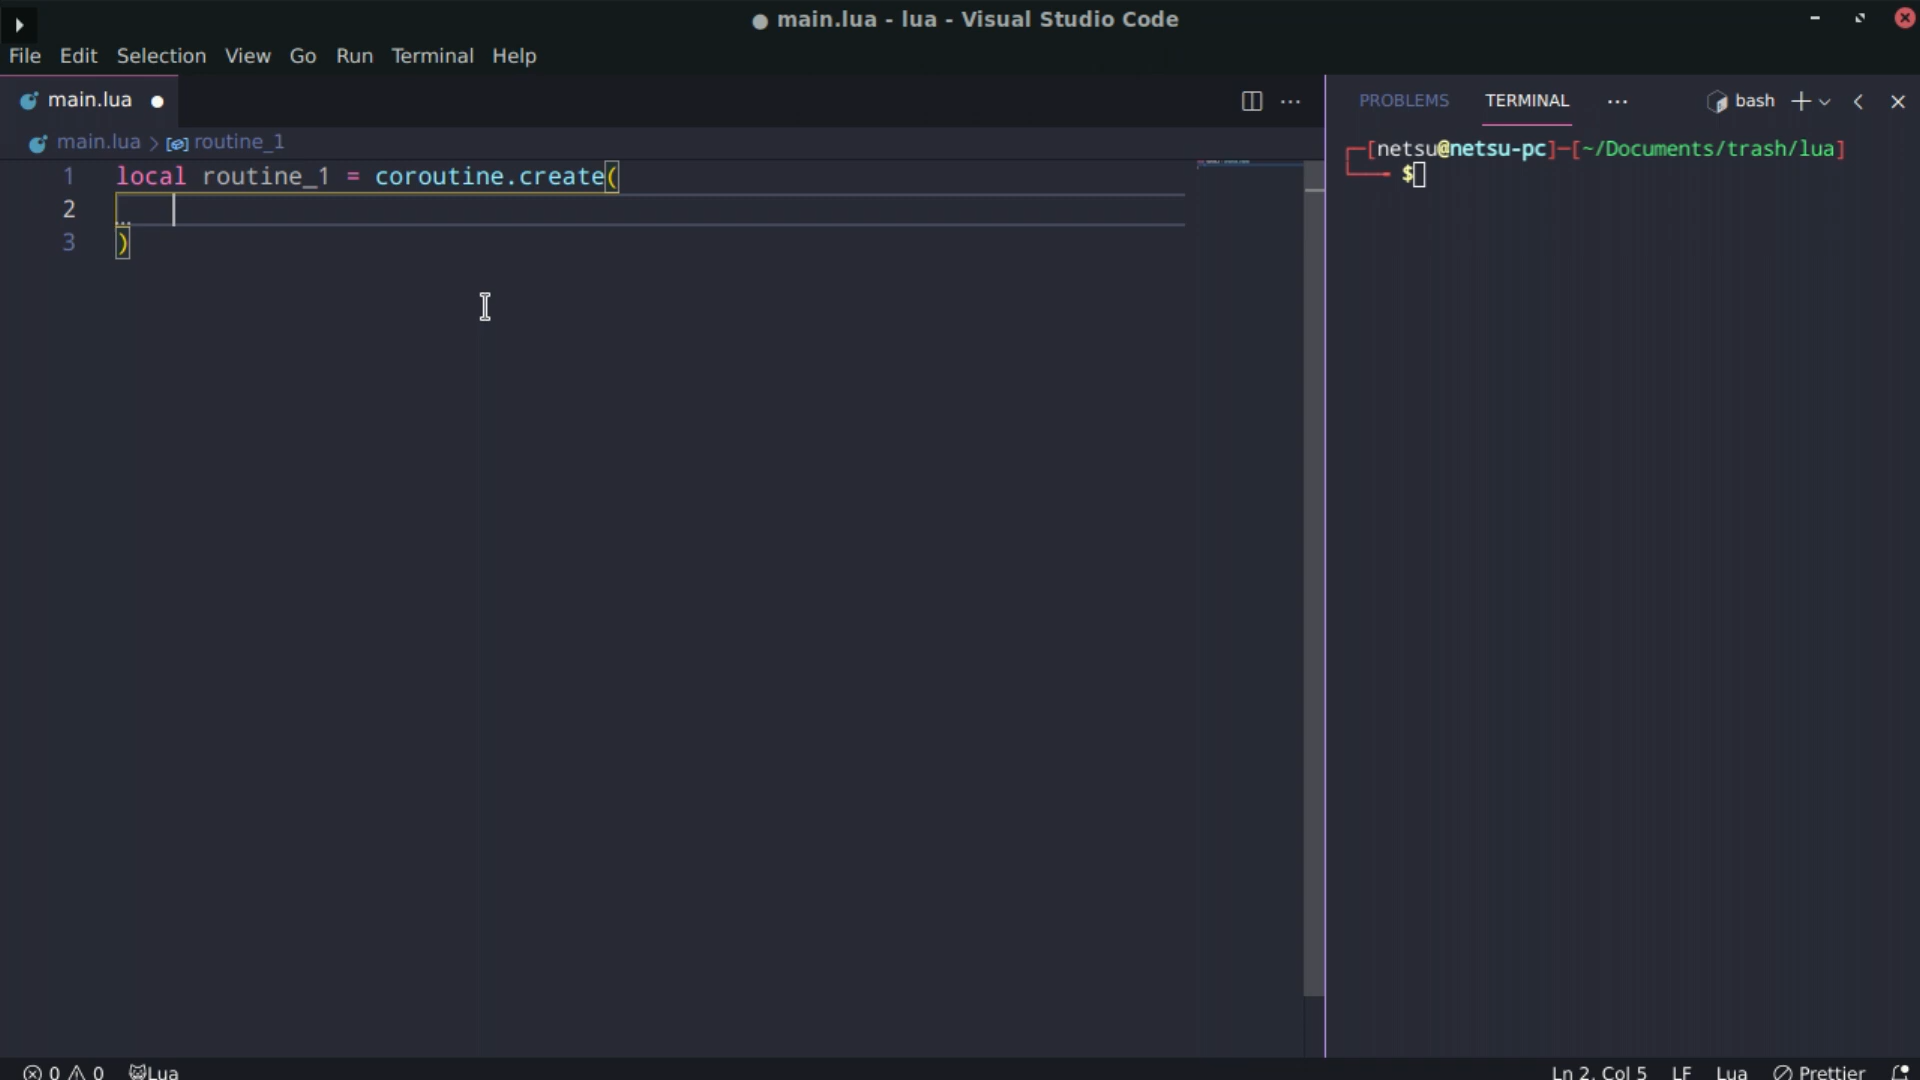 ● main.lua - lua - Visual Studio Code
File Edit Selection View Go Run Terminal Help
main.lua ●
main.lua > routine_1
1 local routine_1 = coroutine.create(
2
3 )
PROBLEMS TERMINAL ··· bash
┌─[netsu@netsu-pc]─[~/Documents/trash/lua]
└──╼ $
0 0 Lua
Ln 2, Col 5 LF Lua Prettier